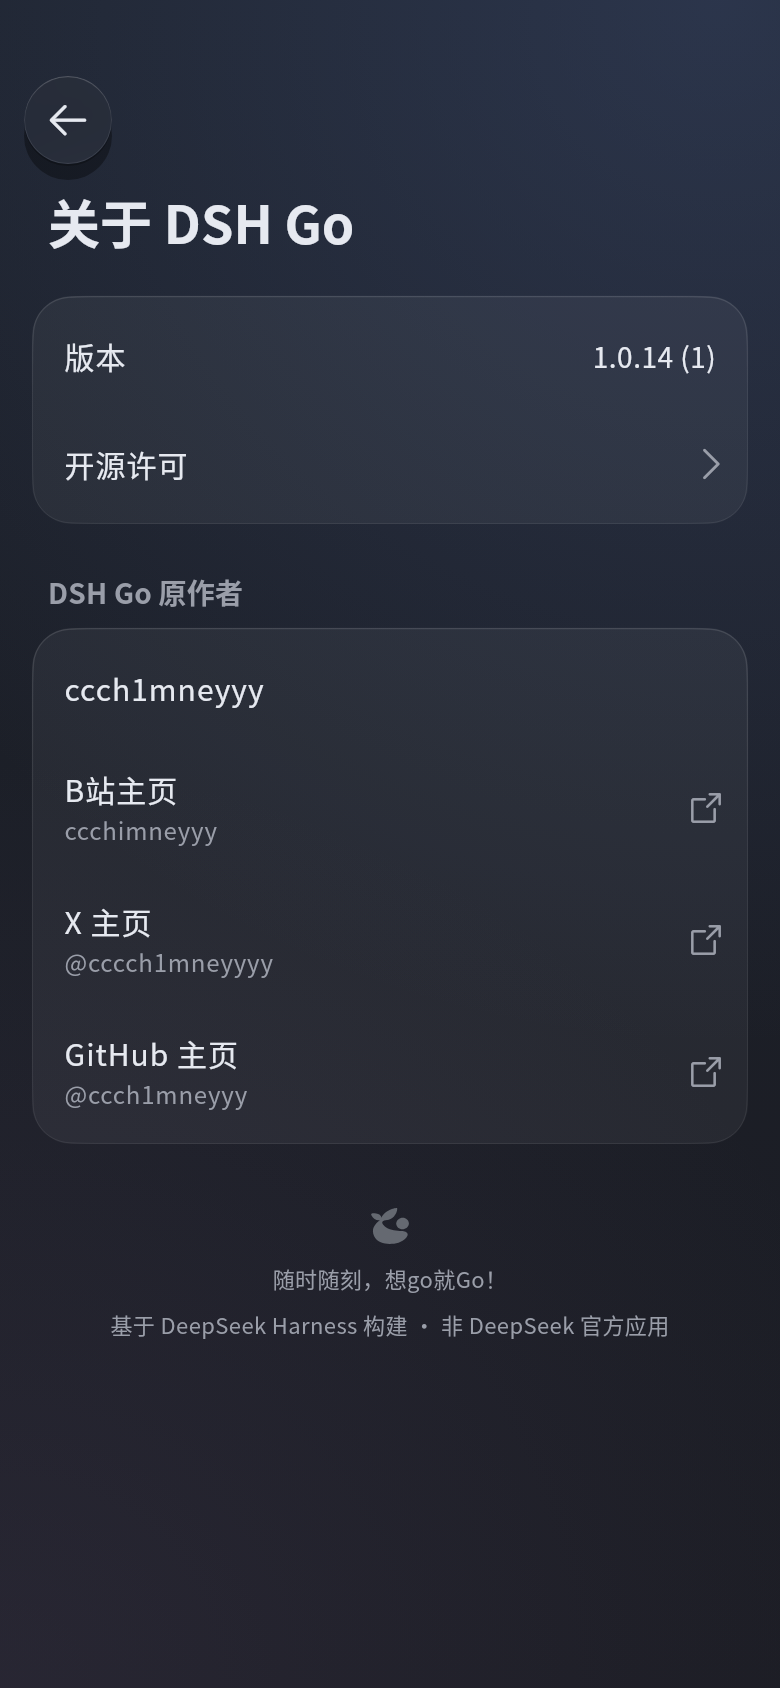 关于 DSH Go
版本
1.0.14 (1)
开源许可
DSH Go 原作者
ccch1mneyyy
B站主页
ccchimneyyy
X 主页
@cccch1mneyyyy
GitHub 主页
@ccch1mneyyy
随时随刻，想go就Go！
基于 DeepSeek Harness 构建 · 非 DeepSeek 官方应用